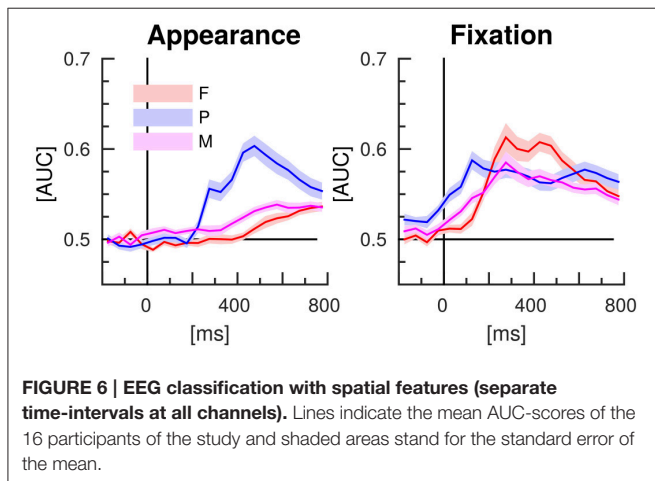 Appearance
Fixation
0.7
0.6
0.5
[AUC]
F
P
M
0
400
800
[ms]
0.7
0.6
0.5
[AUC]
0
400
800
[ms]
FIGURE 6 | EEG classification with spatial features (separate
time-intervals at all channels). Lines indicate the mean AUC-scores of the
16 participants of the study and shaded areas stand for the standard error of
the mean.